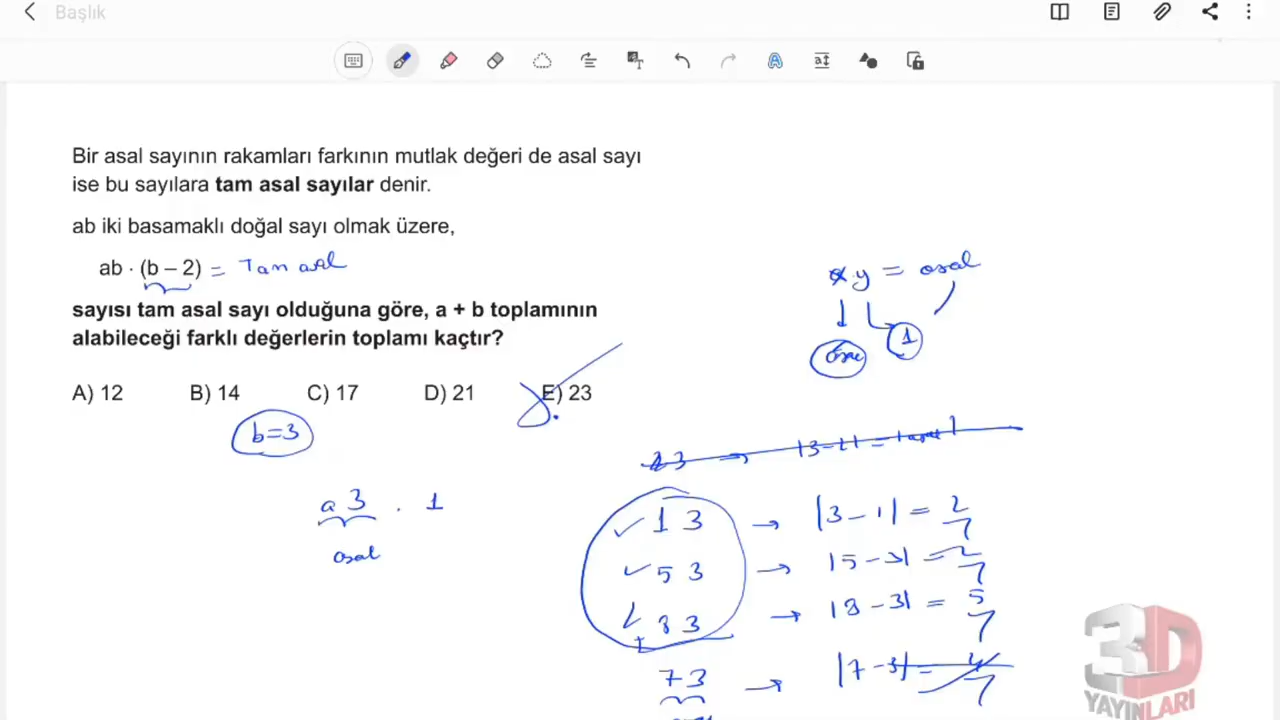 Başlık
Bir asal sayının rakamları farkının mutlak değeri de asal sayı
ise bu sayılara tam asal sayılar denir.
ab iki basamaklı doğal sayı olmak üzere,
ab · (b – 2) = Tam asal
sayısı tam asal sayı olduğuna göre, a + b toplamının
alabileceği farklı değerlerin toplamı kaçtır?
A) 12 B) 14 C) 17 D) 21 E) 23
b=3
a3 . 1
asal
xy = asal
1
23 → |3-2| =
13 → |3-1| = 2
53 → |5-3| = 2
83 → |8-3| = 5
73 → |7-3| = 4
3D
YAYINLARI